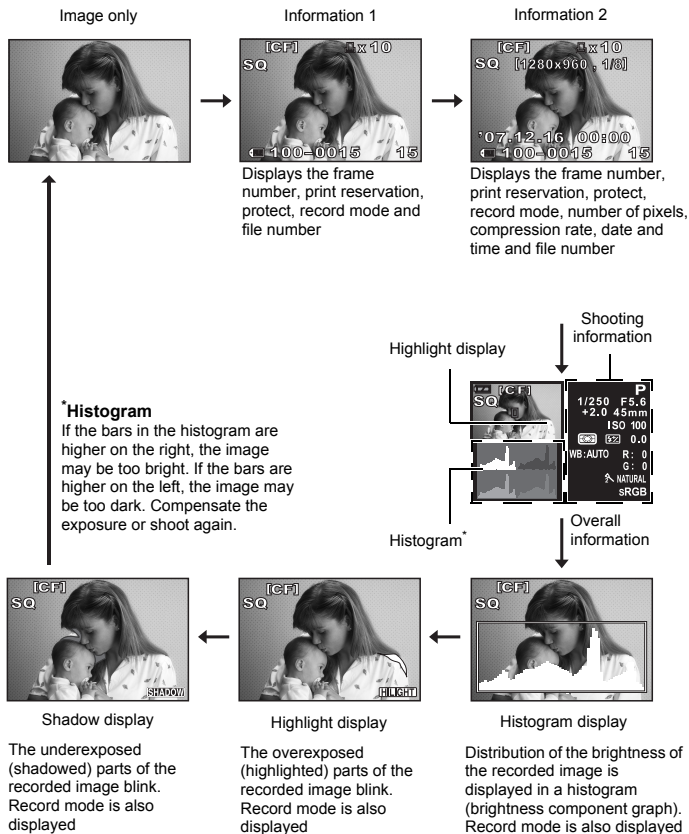 Image only
Information 1
Information 2
[CF]
x 10
SQ
100-0015
15
[CF]
x 10
SQ [1280x960 , 1/8]
'07.12.16 00:00
100-0015
15
Displays the frame
number, print reservation,
protect, record mode and
file number
Displays the frame number,
print reservation, protect,
record mode, number of pixels,
compression rate, date and
time and file number
Shooting
information
Highlight display
[CF]
SQ
P
1/250 F5.6
+2.0 45mm
ISO 100
0.0
WB:AUTO R: 0
G: 0
NATURAL
sRGB
Histogram*
Overall
information
*Histogram
If the bars in the histogram are
higher on the right, the image
may be too bright. If the bars are
higher on the left, the image may
be too dark. Compensate the
exposure or shoot again.
[CF]
SQ
SHADOW
[CF]
SQ
HILIGHT
[CF]
SQ
Shadow display
Highlight display
Histogram display
The underexposed
(shadowed) parts of the
recorded image blink.
Record mode is also
displayed
The overexposed
(highlighted) parts of the
recorded image blink.
Record mode is also
displayed
Distribution of the brightness of
the recorded image is
displayed in a histogram
(brightness component graph).
Record mode is also displayed